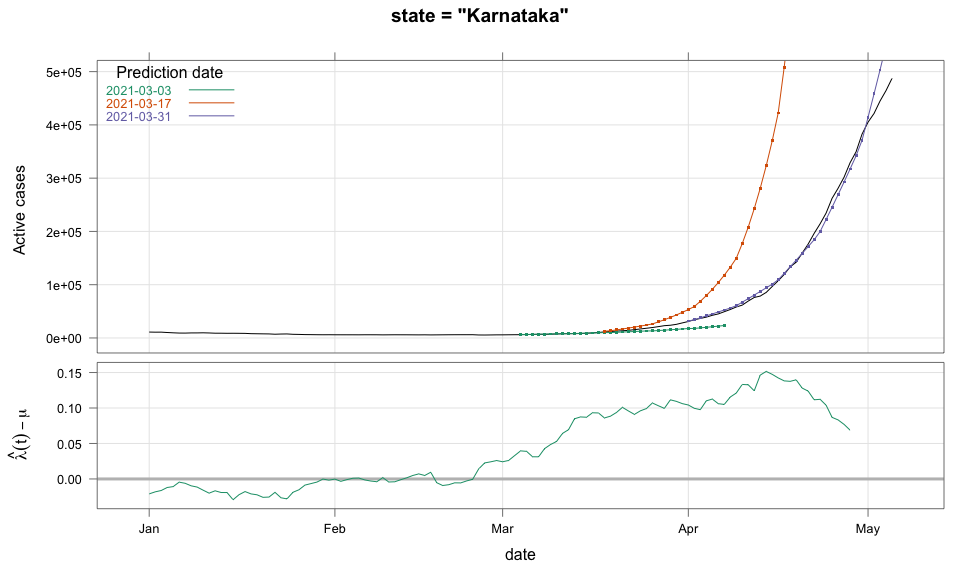 state = "Karnataka"
Prediction date
2021-03-03
2021-03-17
2021-03-31
Active cases
5e+05
4e+05
3e+05
2e+05
1e+05
0e+00
λ̂(t) − μ
0.15
0.10
0.05
0.00
Jan Feb Mar Apr May
date